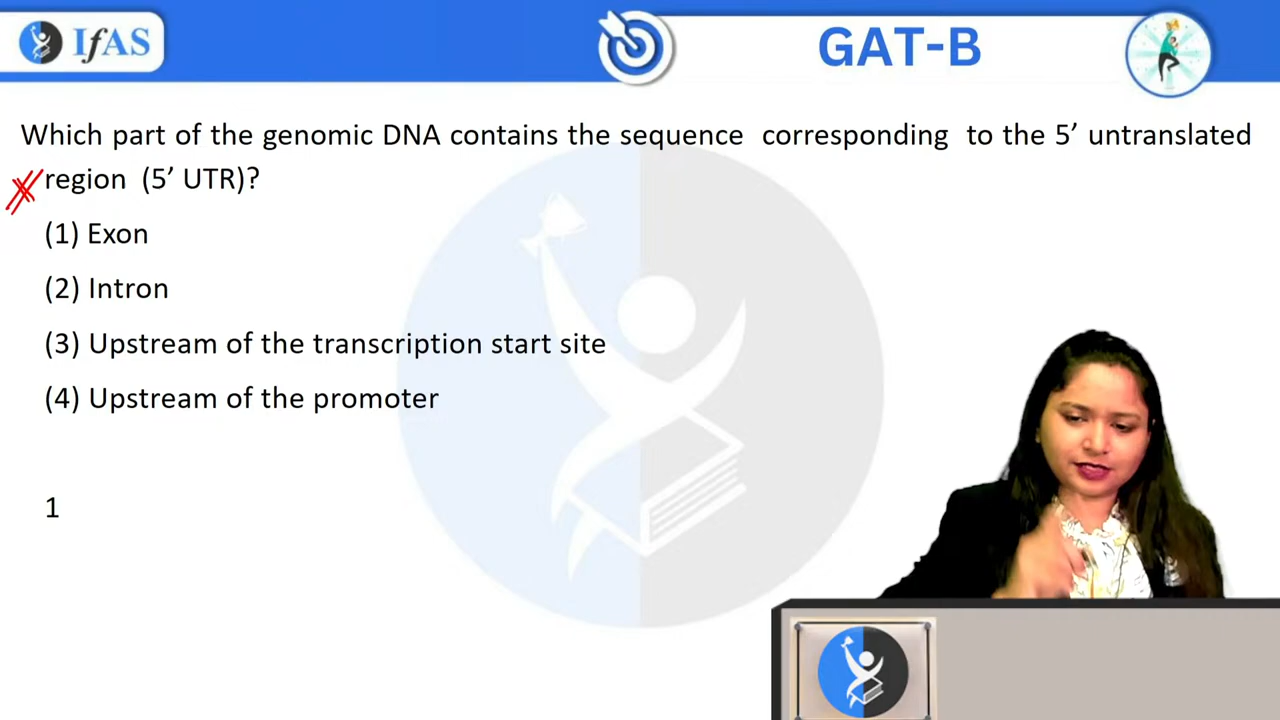 IfAS
GAT-B
Which part of the genomic DNA contains the sequence corresponding to the 5’ untranslated
region (5’ UTR)?
(1) Exon
(2) Intron
(3) Upstream of the transcription start site
(4) Upstream of the promoter
1